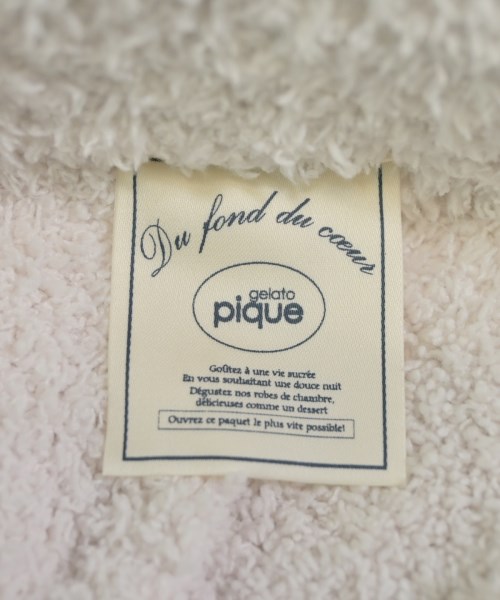 Du fond du cœur
gelato
pique
Goûtez à une vie sucrée
En vous souhaitant une douce nuit
Dégustez nos robes de chambre,
délicieuses comme un dessert
Ouvrez ce paquet le plus vite possible!